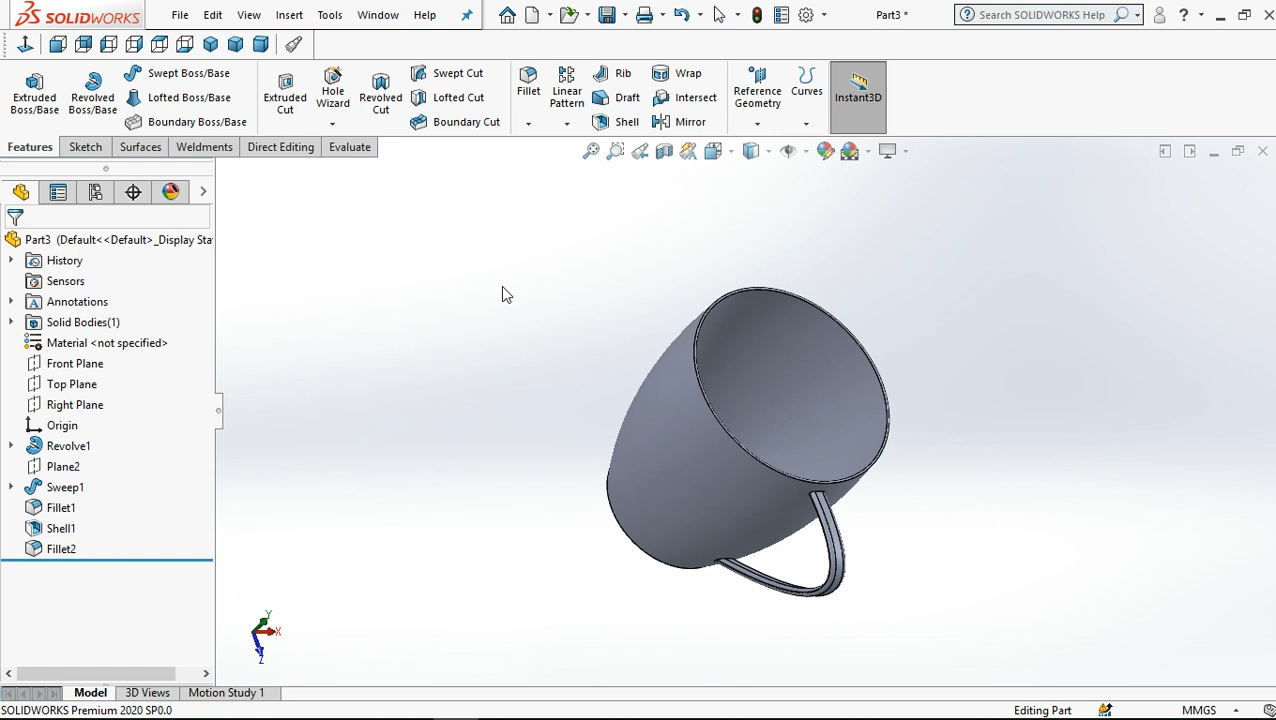 SOLIDWORKS File Edit View Insert Tools Window Help Part3 * Search SOLIDWORKS Help ?
Extruded Boss/Base
Revolved Boss/Base
Swept Boss/Base
Lofted Boss/Base
Boundary Boss/Base
Extruded Cut
Hole Wizard
Revolved Cut
Swept Cut
Lofted Cut
Boundary Cut
Fillet
Linear Pattern
Rib
Draft
Shell
Wrap
Intersect
Mirror
Reference Geometry
Curves
Instant3D
Features Sketch Surfaces Weldments Direct Editing Evaluate
Part3 (Default<<Default>_Display Sta
History
Sensors
Annotations
Solid Bodies(1)
Material <not specified>
Front Plane
Top Plane
Right Plane
Origin
Revolve1
Plane2
Sweep1
Fillet1
Shell1
Fillet2
Y
X
Z
Model 3D Views Motion Study 1
SOLIDWORKS Premium 2020 SP0.0 Editing Part MMGS